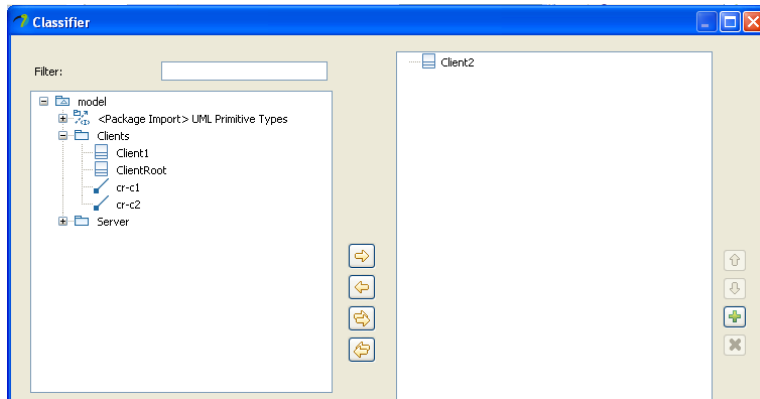 Classifier
Filter:
model
<Package Import> UML Primitive Types
Clients
Client1
ClientRoot
cr-c1
cr-c2
Server
Client2